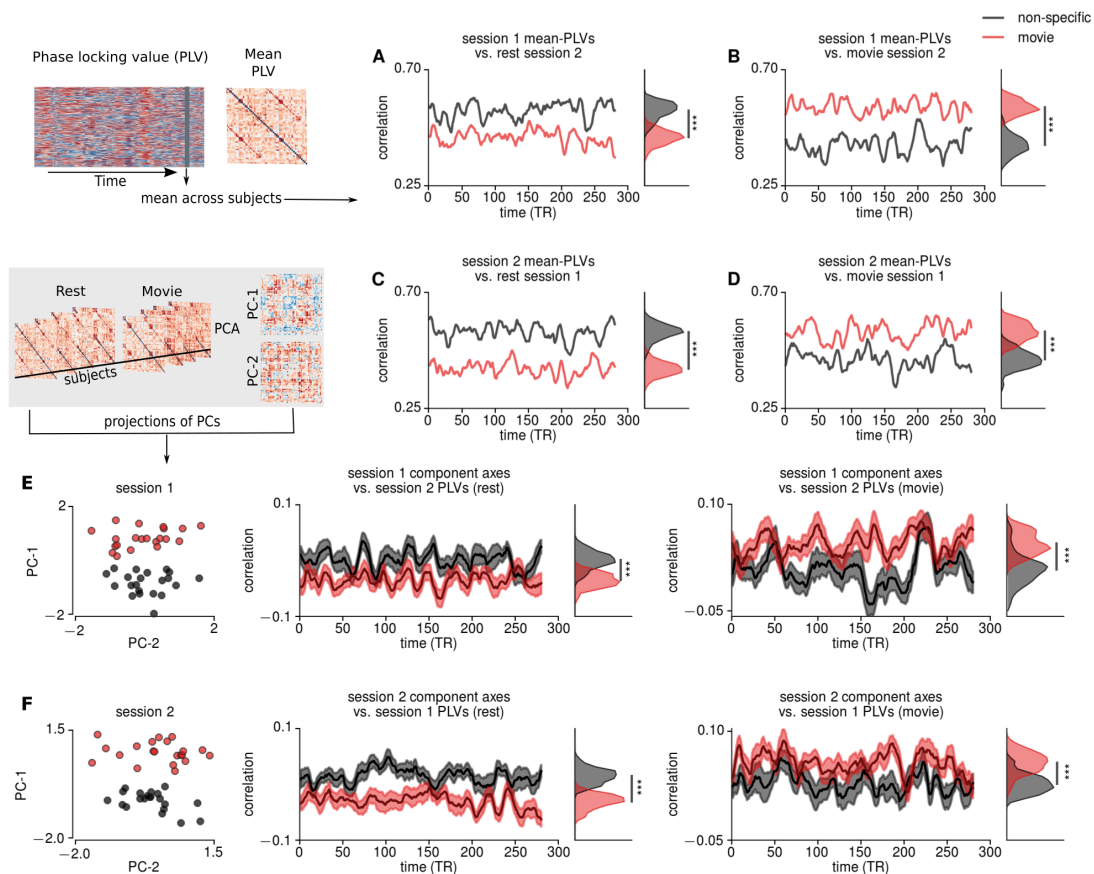 non-specific
movie
Phase locking value (PLV)
Mean
PLV
Time
mean across subjects
A
session 1 mean-PLVs
vs. rest session 2
0.70
correlation
0.25
0 50 100 150 200 250 300
time (TR)
***
B
session 1 mean-PLVs
vs. movie session 2
0.70
correlation
0.25
0 50 100 150 200 250 300
time (TR)
***
Rest
Movie
subjects
PCA
PC-1
PC-2
projections of PCs
C
session 2 mean-PLVs
vs. rest session 1
0.70
correlation
0.25
0 50 100 150 200 250 300
time (TR)
***
D
session 2 mean-PLVs
vs. movie session 1
0.70
correlation
0.25
0 50 100 150 200 250 300
time (TR)
***
E
session 1
2
PC-1
−2
−2 2
PC-2
session 1 component axes
vs. session 2 PLVs (rest)
0.1
correlation
−0.1
0 50 100 150 200 250 300
time (TR)
***
session 1 component axes
vs. session 2 PLVs (movie)
0.10
correlation
−0.05
0 50 100 150 200 250 300
time (TR)
***
F
session 2
1.5
PC-1
−2.0
−2.0 1.5
PC-2
session 2 component axes
vs. session 1 PLVs (rest)
0.1
correlation
−0.1
0 50 100 150 200 250 300
time (TR)
***
session 2 component axes
vs. session 1 PLVs (movie)
0.10
correlation
−0.05
0 50 100 150 200 250 300
time (TR)
***